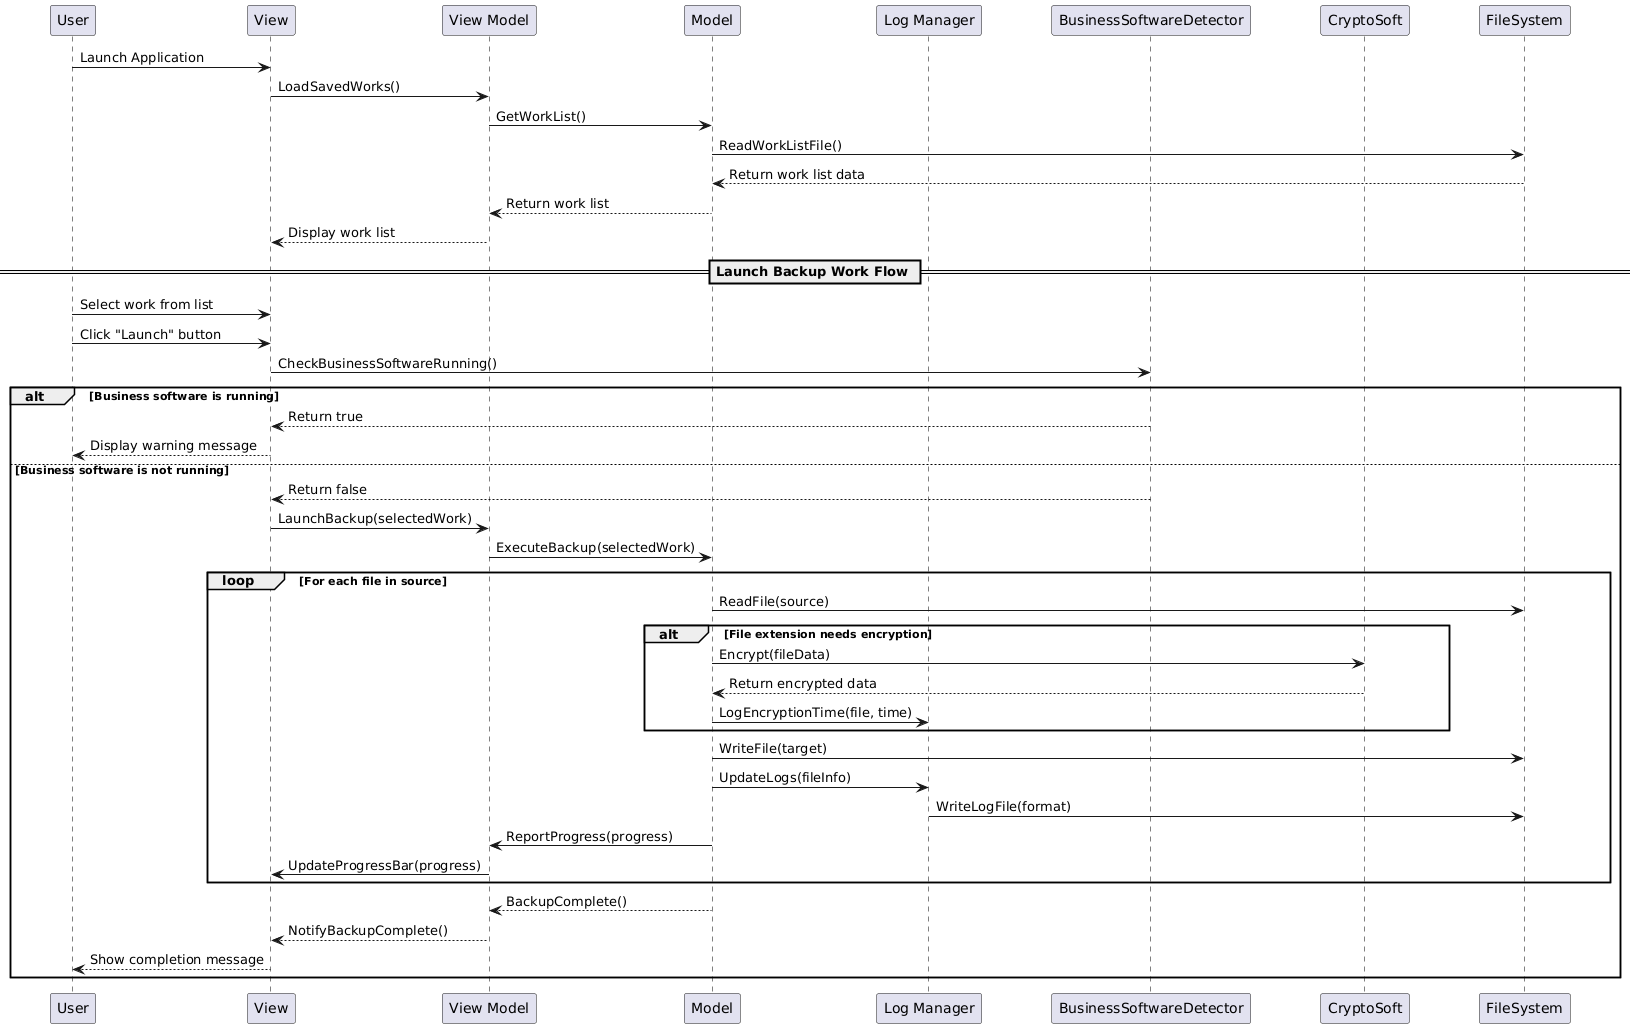 User View View Model Model Log Manager BusinessSoftwareDetector CryptoSoft FileSystem
Launch Application
LoadSavedWorks()
GetWorkList()
ReadWorkListFile()
Return work list data
Return work list
Display work list
Launch Backup Work Flow
Select work from list
Click "Launch" button
CheckBusinessSoftwareRunning()
alt [Business software is running]
Return true
Display warning message
[Business software is not running]
Return false
LaunchBackup(selectedWork)
ExecuteBackup(selectedWork)
loop [For each file in source]
ReadFile(source)
alt [File extension needs encryption]
Encrypt(fileData)
Return encrypted data
LogEncryptionTime(file, time)
WriteFile(target)
UpdateLogs(fileInfo)
WriteLogFile(format)
ReportProgress(progress)
UpdateProgressBar(progress)
BackupComplete()
NotifyBackupComplete()
Show completion message
User View View Model Model Log Manager BusinessSoftwareDetector CryptoSoft FileSystem